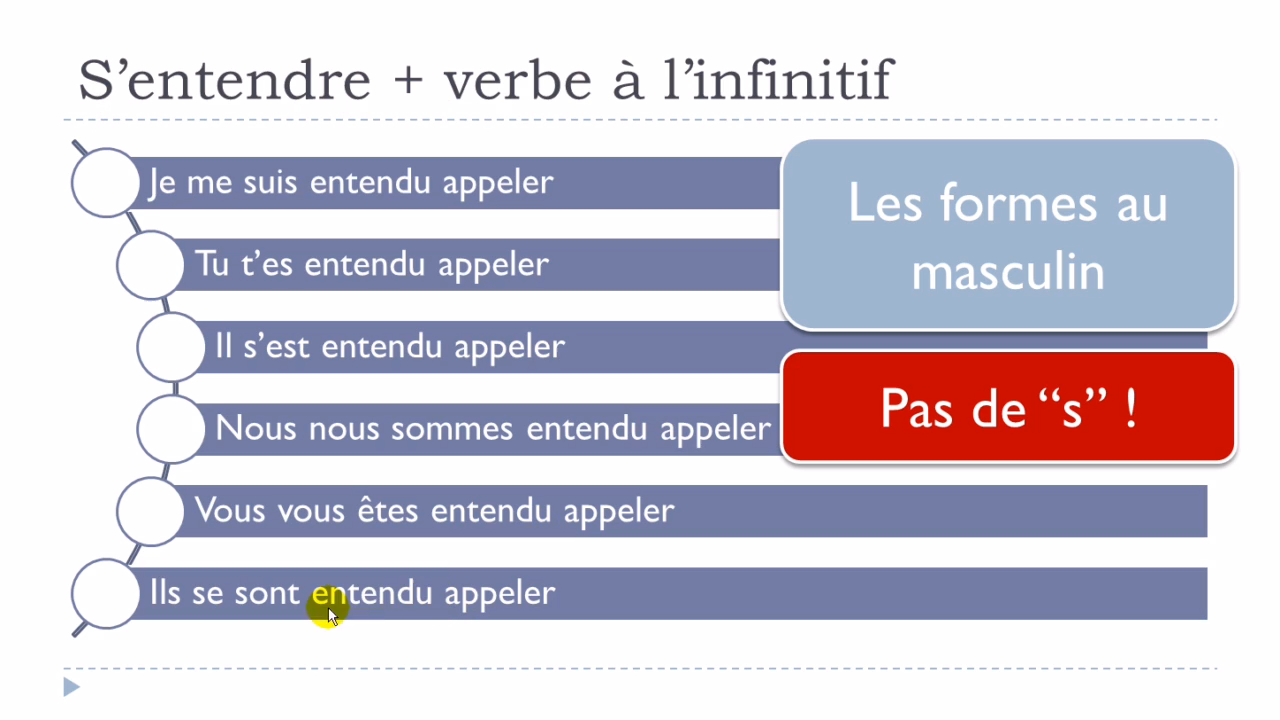 S’entendre + verbe à l’infinitif
Je me suis entendu appeler
Tu t’es entendu appeler
Il s’est entendu appeler
Nous nous sommes entendu appeler
Vous vous êtes entendu appeler
Ils se sont entendu appeler
Les formes au
masculin
Pas de “s” !